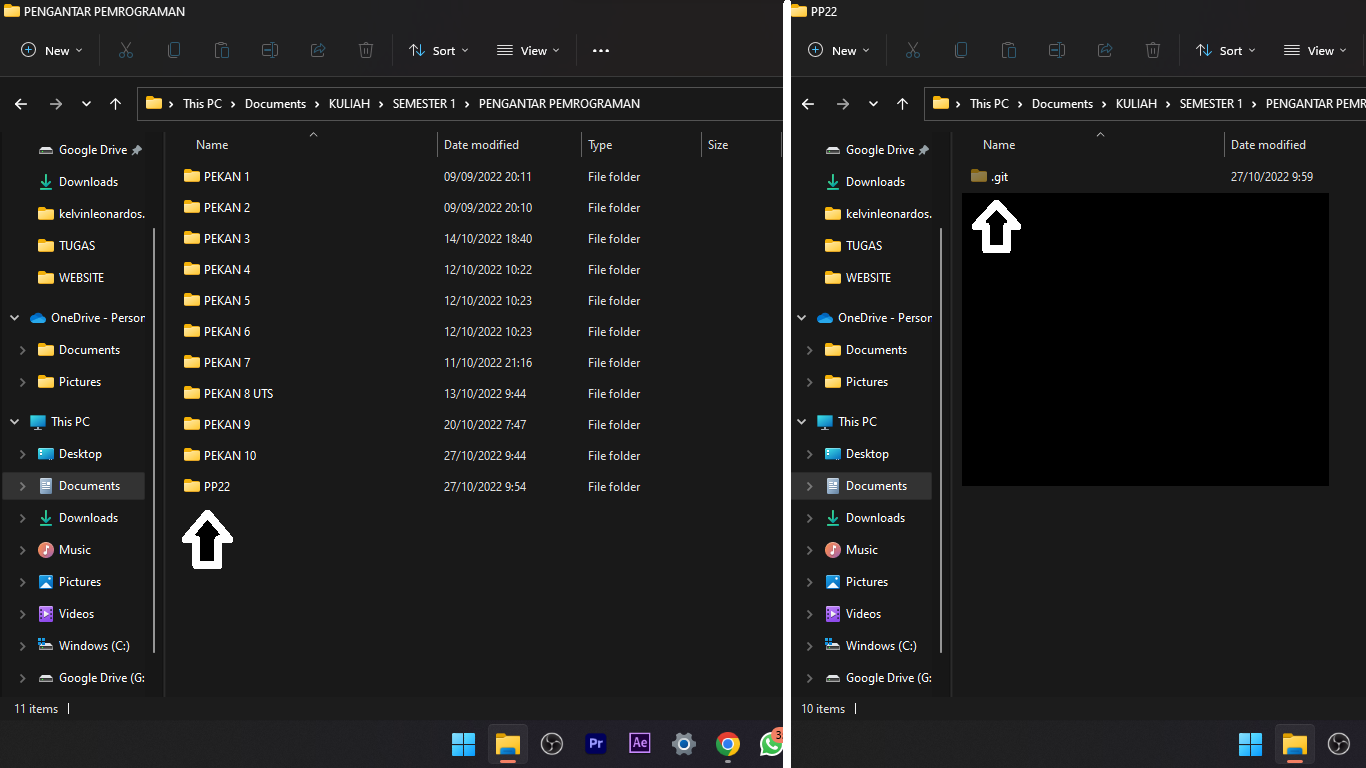 PENGANTAR PEMROGRAMAN
New
Sort
View
This PC
Documents
KULIAH
SEMESTER 1
PENGANTAR PEMROGRAMAN
Name
Date modified
Type
Size
Google Drive
Downloads
kelvinleonardos.
TUGAS
WEBSITE
OneDrive - Person
Documents
Pictures
This PC
Desktop
Documents
Downloads
Music
Pictures
Videos
Windows (C:)
Google Drive (G:
PEKAN 1 09/09/2022 20:11 File folder
PEKAN 2 09/09/2022 20:10 File folder
PEKAN 3 14/10/2022 18:40 File folder
PEKAN 4 12/10/2022 10:22 File folder
PEKAN 5 12/10/2022 10:23 File folder
PEKAN 6 12/10/2022 10:23 File folder
PEKAN 7 11/10/2022 21:16 File folder
PEKAN 8 UTS 13/10/2022 9:44 File folder
PEKAN 9 20/10/2022 7:47 File folder
PEKAN 10 27/10/2022 9:44 File folder
PP22 27/10/2022 9:54 File folder
11 items
Pr
Ae
3
PP22
New
Sort
View
This PC
Documents
KULIAH
SEMESTER 1
PENGANTAR PEMR
Name
Date modified
Google Drive
Downloads
kelvinleonardos.
TUGAS
WEBSITE
OneDrive - Person
Documents
Pictures
This PC
Desktop
Documents
Downloads
Music
Pictures
Videos
Windows (C:)
Google Drive (G:
.git 27/10/2022 9:59
10 items